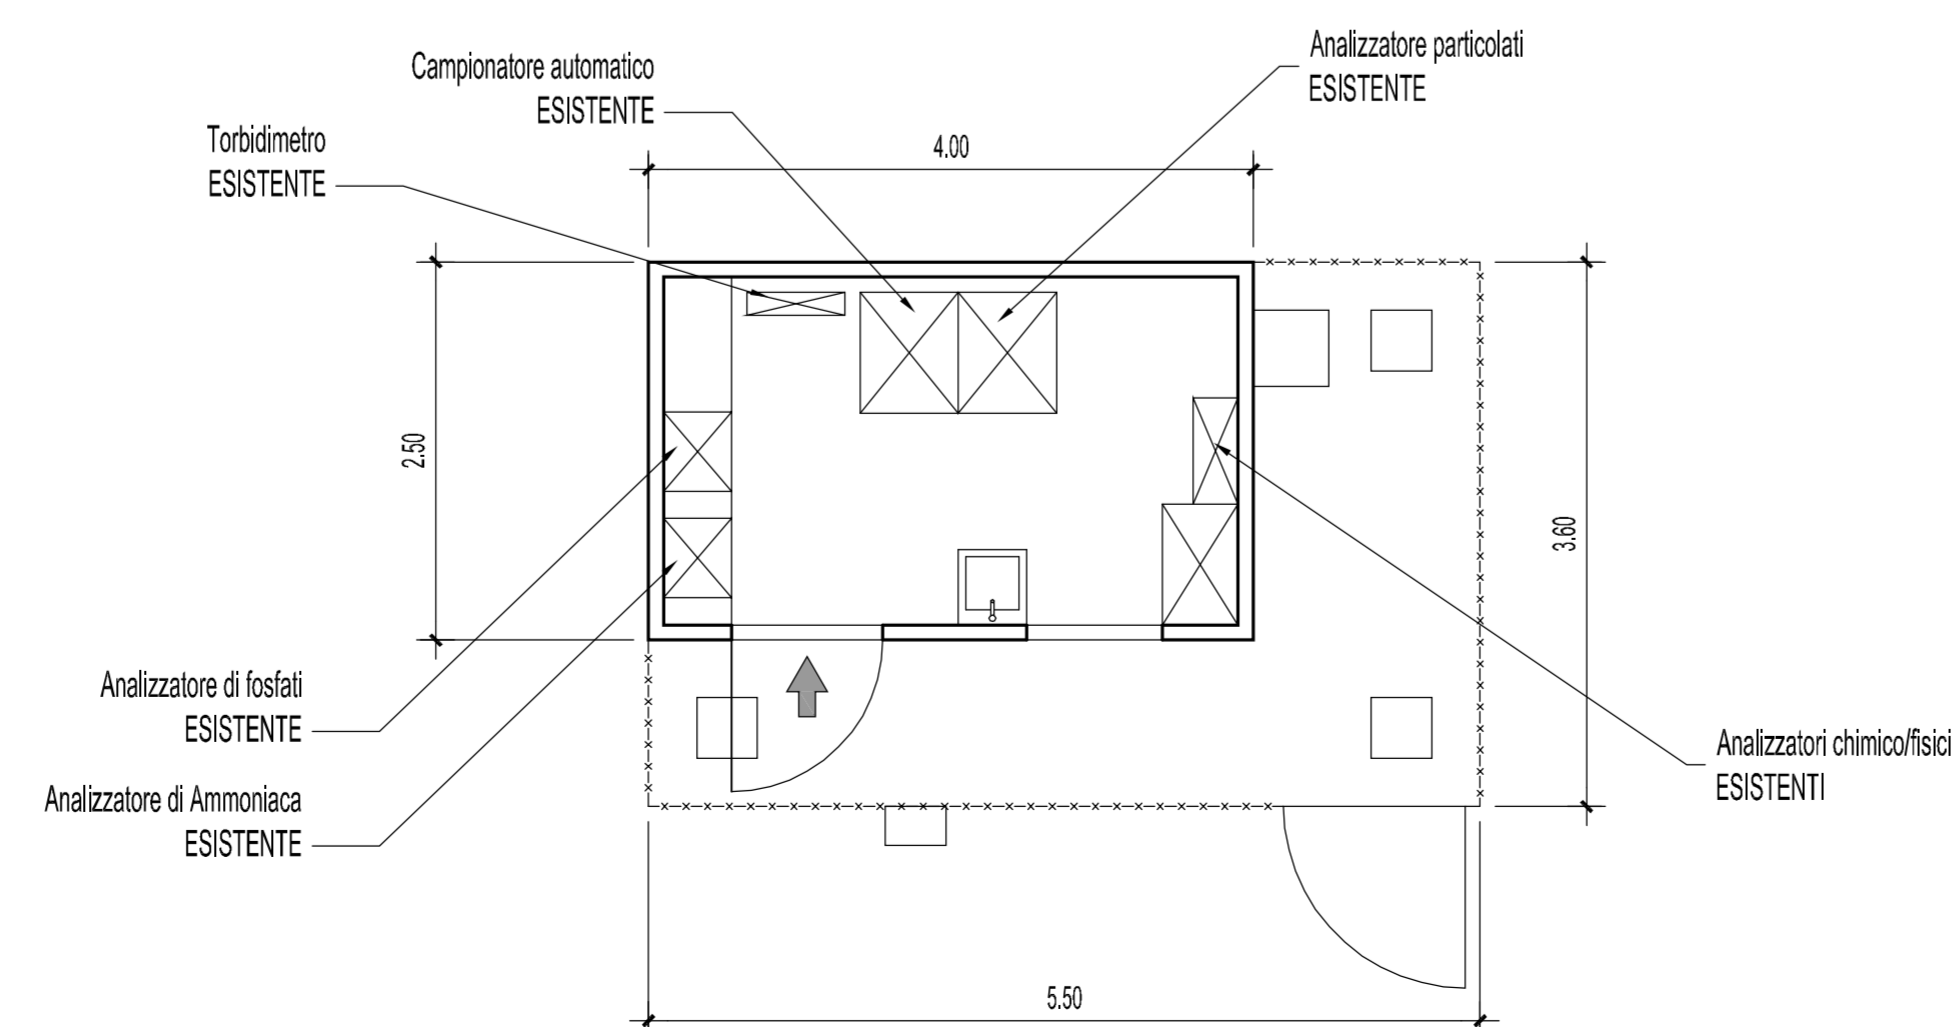 Analizzatore particolati
ESISTENTE
Campionatore automatico
ESISTENTE
Torbidimetro
ESISTENTE
4.00
2.50
3.60
Analizzatore di fosfati
ESISTENTE
Analizzatori chimico/fisici
ESISTENTI
Analizzatore di Ammoniaca
ESISTENTE
5.50